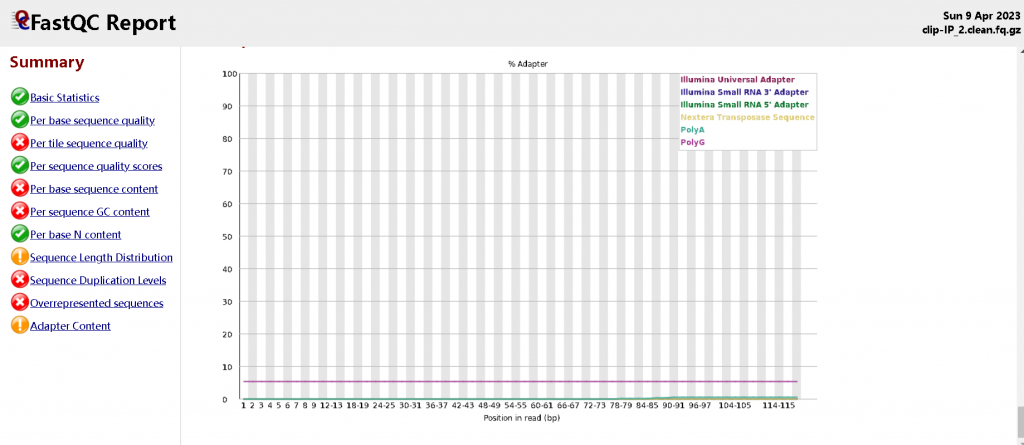 FastQC Report
Sun 9 Apr 2023
clip-IP_2.clean.fq.gz
Summary
Basic Statistics
Per base sequence quality
Per tile sequence quality
Per sequence quality scores
Per base sequence content
Per sequence GC content
Per base N content
Sequence Length Distribution
Sequence Duplication Levels
Overrepresented sequences
Adapter Content
% Adapter
100
90
80
70
60
50
40
30
20
10
0
Illumina Universal Adapter
Illumina Small RNA 3' Adapter
Illumina Small RNA 5' Adapter
Nextera Transposase Sequence
PolyA
PolyG
1 2 3 4 5 6 7 8 9 12-13 18-19 24-25 30-31 36-37 42-43 48-49 54-55 60-61 66-67 72-73 78-79 84-85 90-91 96-97 104-105 114-115
Position in read (bp)